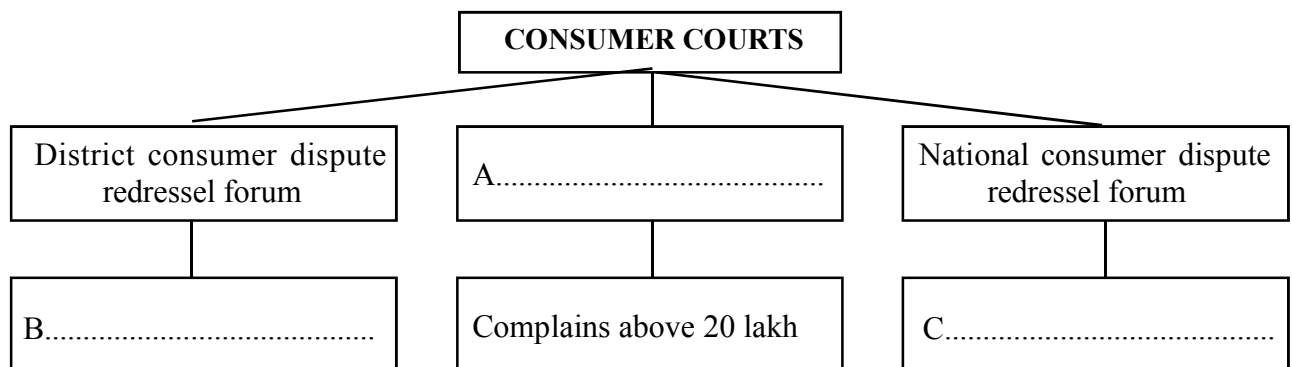 CONSUMER COURTS
District consumer dispute
redressel forum
A....................................
National consumer dispute
redressel forum
B....................................
Complains above 20 lakh
C....................................